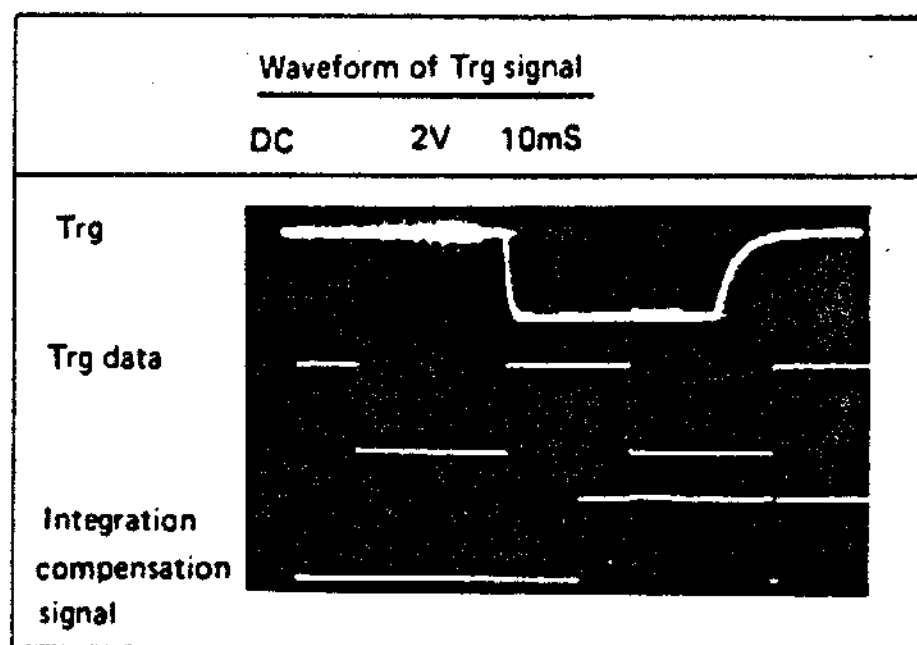 Waveform of Trg signal
DC 2V 10mS
Trg
Trg data
Integration
compensation
signal